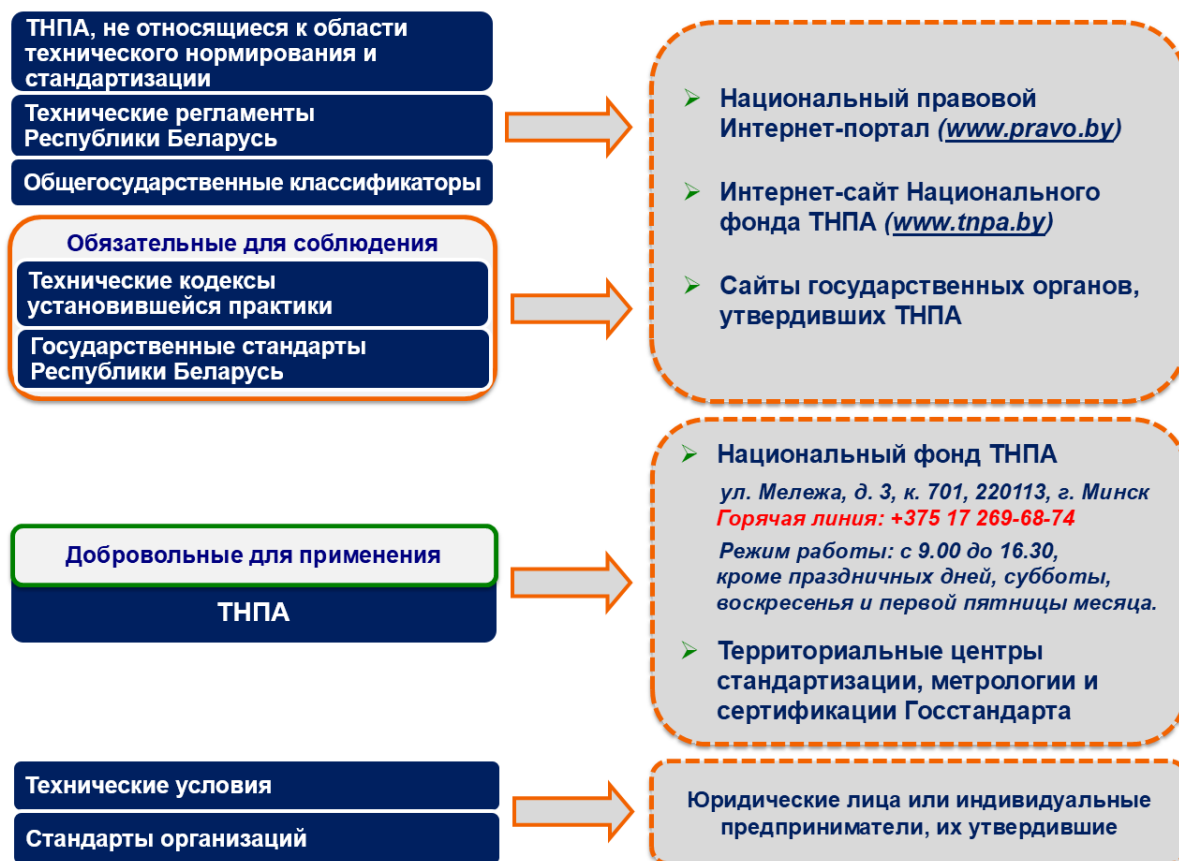 ТНПА, не относящиеся к области
технического нормирования и
стандартизации
Технические регламенты
Республики Беларусь
Общегосударственные классификаторы
Обязательные для соблюдения
Технические кодексы
установившейся практики
Государственные стандарты
Республики Беларусь
Национальный правовой
Интернет-портал (www.pravo.by)
Интернет-сайт Национального
фонда ТНПА (www.tnpa.by)
Сайты государственных органов,
утвердивших ТНПА
Добровольные для применения
ТНПА
Национальный фонд ТНПА
ул. Мележа, д. 3, к. 701, 220113, г. Минск
Горячая линия: +375 17 269-68-74
Режим работы: с 9.00 до 16.30,
кроме праздничных дней, субботы,
воскресенья и первой пятницы месяца.
Территориальные центры
стандартизации, метрологии и
сертификации Госстандарта
Технические условия
Стандарты организаций
Юридические лица или индивидуальные
предприниматели, их утвердившие